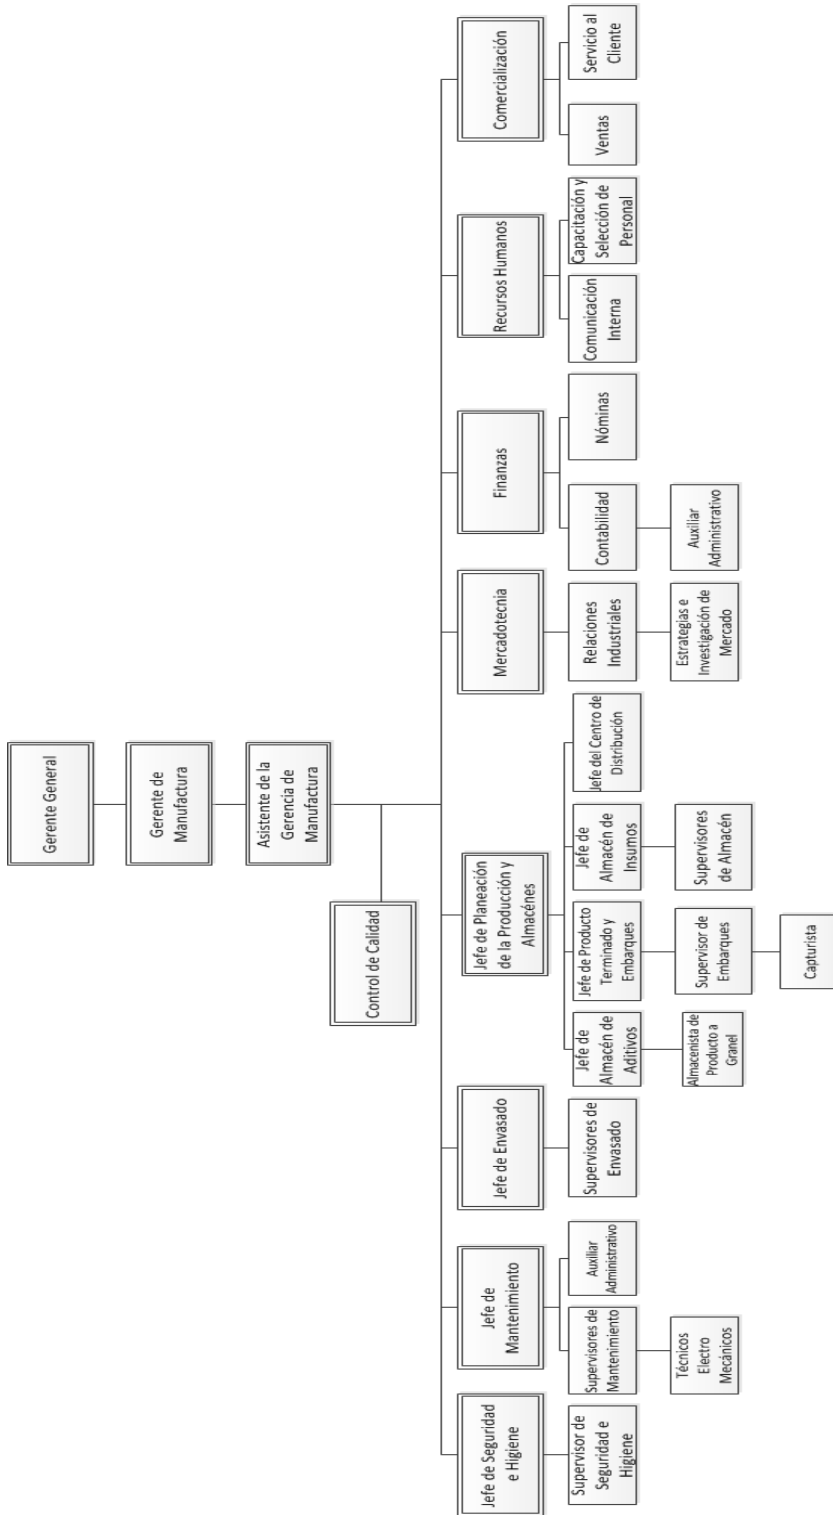 Gerente General
Gerente de
Manufactura
Asistente de la
Gerencia de
Manufactura
Control de Calidad
Jefe de Seguridad
e Higiene
Jefe de
Mantenimiento
Jefe de Envasado
Jefe de Planeación
de la Producción y
Almacénes
Mercadotecnia
Finanzas
Recursos Humanos
Comercialización
Supervisor de
Seguridad e
Higiene
Supervisores de
Mantenimiento
Auxiliar
Administrativo
Supervisores de
Envasado
Jefe de
Almacén de
Aditivos
Jefe de Producto
Terminado y
Embarques
Jefe de
Almacén de
Insumos
Jefe del Centro de
Distribución
Relaciones
Industriales
Contabilidad
Nóminas
Comunicación
Interna
Capacitación y
Selección de
Personal
Ventas
Servicio al
Cliente
Técnicos
Electro
Mecánicos
Almacenista de
Producto a
Granel
Supervisor de
Embarques
Supervisores
de Almacén
Estrategias e
Investigación de
Mercado
Auxiliar
Administrativo
Capturista